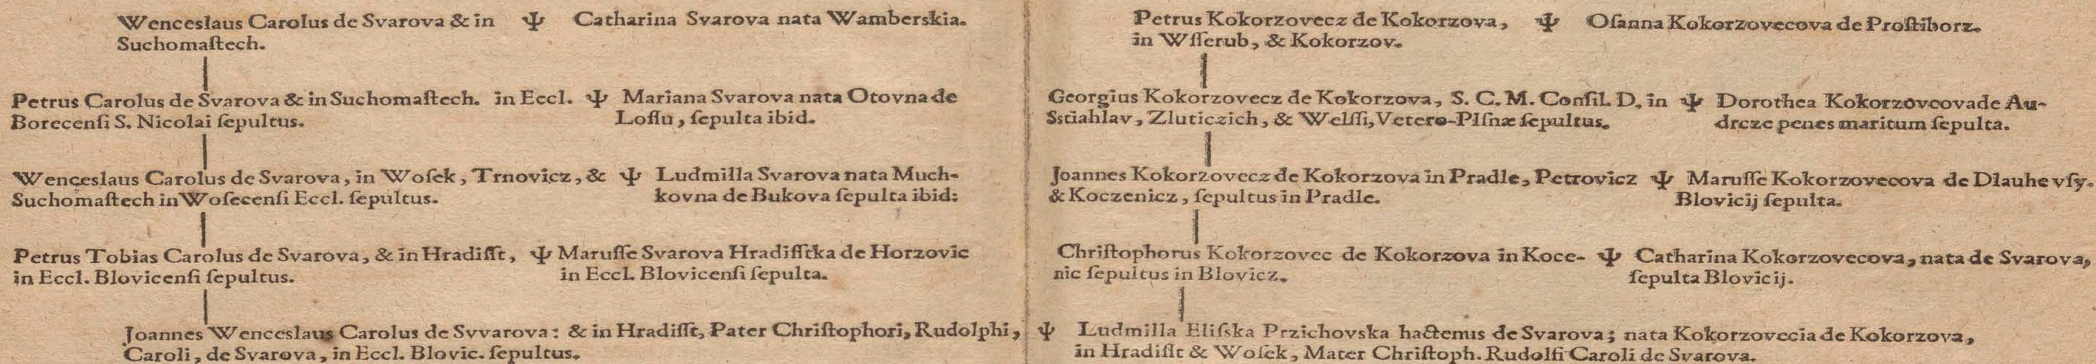 Wenceslaus Carolus de Svarova & in Ψ Catharina Svarova nata Wamberskia.
Suchomaſtech.
Petrus Carolus de Svarova & in Suchomaſtech. in Eccl. Ψ Mariana Svarova nata Otovna de
Borecenſi S. Nicolai ſepultus. Loſſu, ſepulta ibid.
Wenceslaus Carolus de Svarova, in Woſek, Trnovicz, & Ψ Ludmilla Svarova nata Much-
Suchomaſtech in Woſecenſi Eccl. ſepultus. kovna de Bukova ſepulta ibid:
Petrus Tobias Carolus de Svarova, & in Hradiſſt, Ψ Maruſſe Svarova Hradiſſtka de Horzovic
in Eccl. Blovicenſi ſepultus. in Eccl. Blovicenſi ſepulta.
Petrus Kokorzovecz de Kokorzova, Ψ Oſanna Kokorzovecova de Proſtiborz.
in Wſſerub, & Kokorzov.
Georgius Kokorzovecz de Kokorzova, S. C. M. Conſil. D. in Ψ Dorothea Kokorzovcovade Au-
Sstiahlav, Zluticzich, & Welſſi, Vetero-Plſnæ ſepultus. drcze penes maritum ſepulta.
Joannes Kokorzovecz de Kokorzova in Pradle, Petrovicz Ψ Maruſſe Kokorzovecova de Dlauhe vſy.
& Koczenicz, ſepultus in Pradle. Blovicij ſepulta.
Chriſtophorus Kokorzovec de Kokorzova in Koce- Ψ Catharina Kokorzovecova, nata de Svarova,
nic ſepultus in Blovicz. ſepulta Blovicij.
Joannes Wenceslaus Carolus de Svvarova: & in Hradiſſt, Pater Chriſtophori, Rudolphi, Ψ Ludmilla Eliſska Przichovska hactenus de Svarova; nata Kokorzovecia de Kokorzova,
Caroli, de Svarova, in Eccl. Blovic. ſepultus. in Hradiſſt & Woſek, Mater Chriſtoph. Rudolfi Caroli de Svarova.